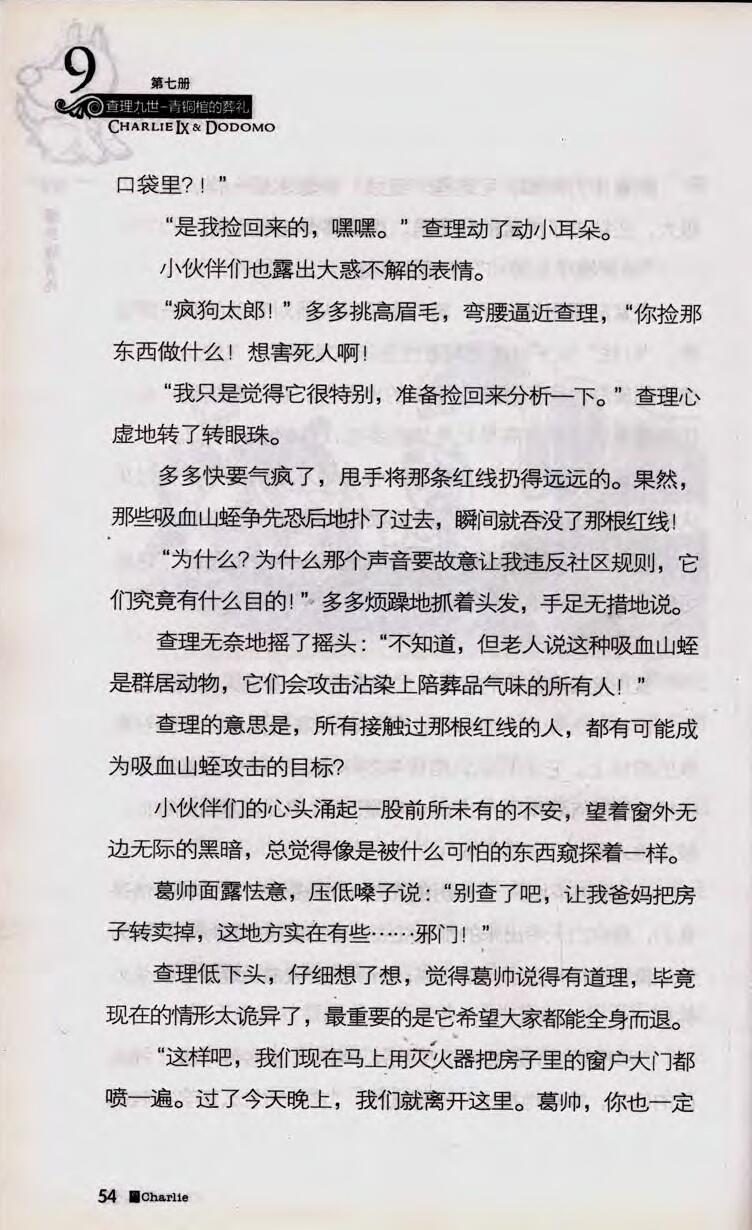 9
第七册
查理九世-青铜棺的葬礼
CHARLIE IX & DODOMO
口袋里?！”
“是我捡回来的，嘿嘿。”查理动了动小耳朵。
小伙伴们也露出大惑不解的表情。
“疯狗太郎！”多多挑高眉毛，弯腰逼近查理，“你捡那
东西做什么！想害死人啊！
“我只是觉得它很特别，准备捡回来分析一下。”查理心
虚地转了转眼珠。
多多快要气疯了，甩手将那条红线扔得远远的。果然，
那些吸血山蛭争先恐后地扑了过去，瞬间就吞没了那根红线！
“为什么？为什么那个声音要故意让我违反社区规则，它
们究竟有什么目的！”多多烦躁地抓着头发，手足无措地说。
查理无奈地摇了摇头：“不知道，但老人说这种吸血山蛭
是群居动物，它们会攻击沾染上陪葬品气味的所有人！”
查理的意思是，所有接触过那根红线的人，都有可能成
为吸血山蛭攻击的目标？
小伙伴们的心头涌起一股前所未有的不安，望着窗外无
边无际的黑暗，总觉得像是被什么可怕的东西窥探着一样。
葛帅面露怯意，压低嗓子说：“别查了吧，让我爸妈把房
子转卖掉，这地方实在有些……邪门！”
查理低下头，仔细想了想，觉得葛帅说得有道理，毕竟
现在的情形太诡异了，最重要的是它希望大家都能全身而退。
“这样吧，我们现在马上用灭火器把房子里的窗户大门都
喷一遍。过了今天晚上，我们就离开这里。葛帅，你也一定
54 Charlie